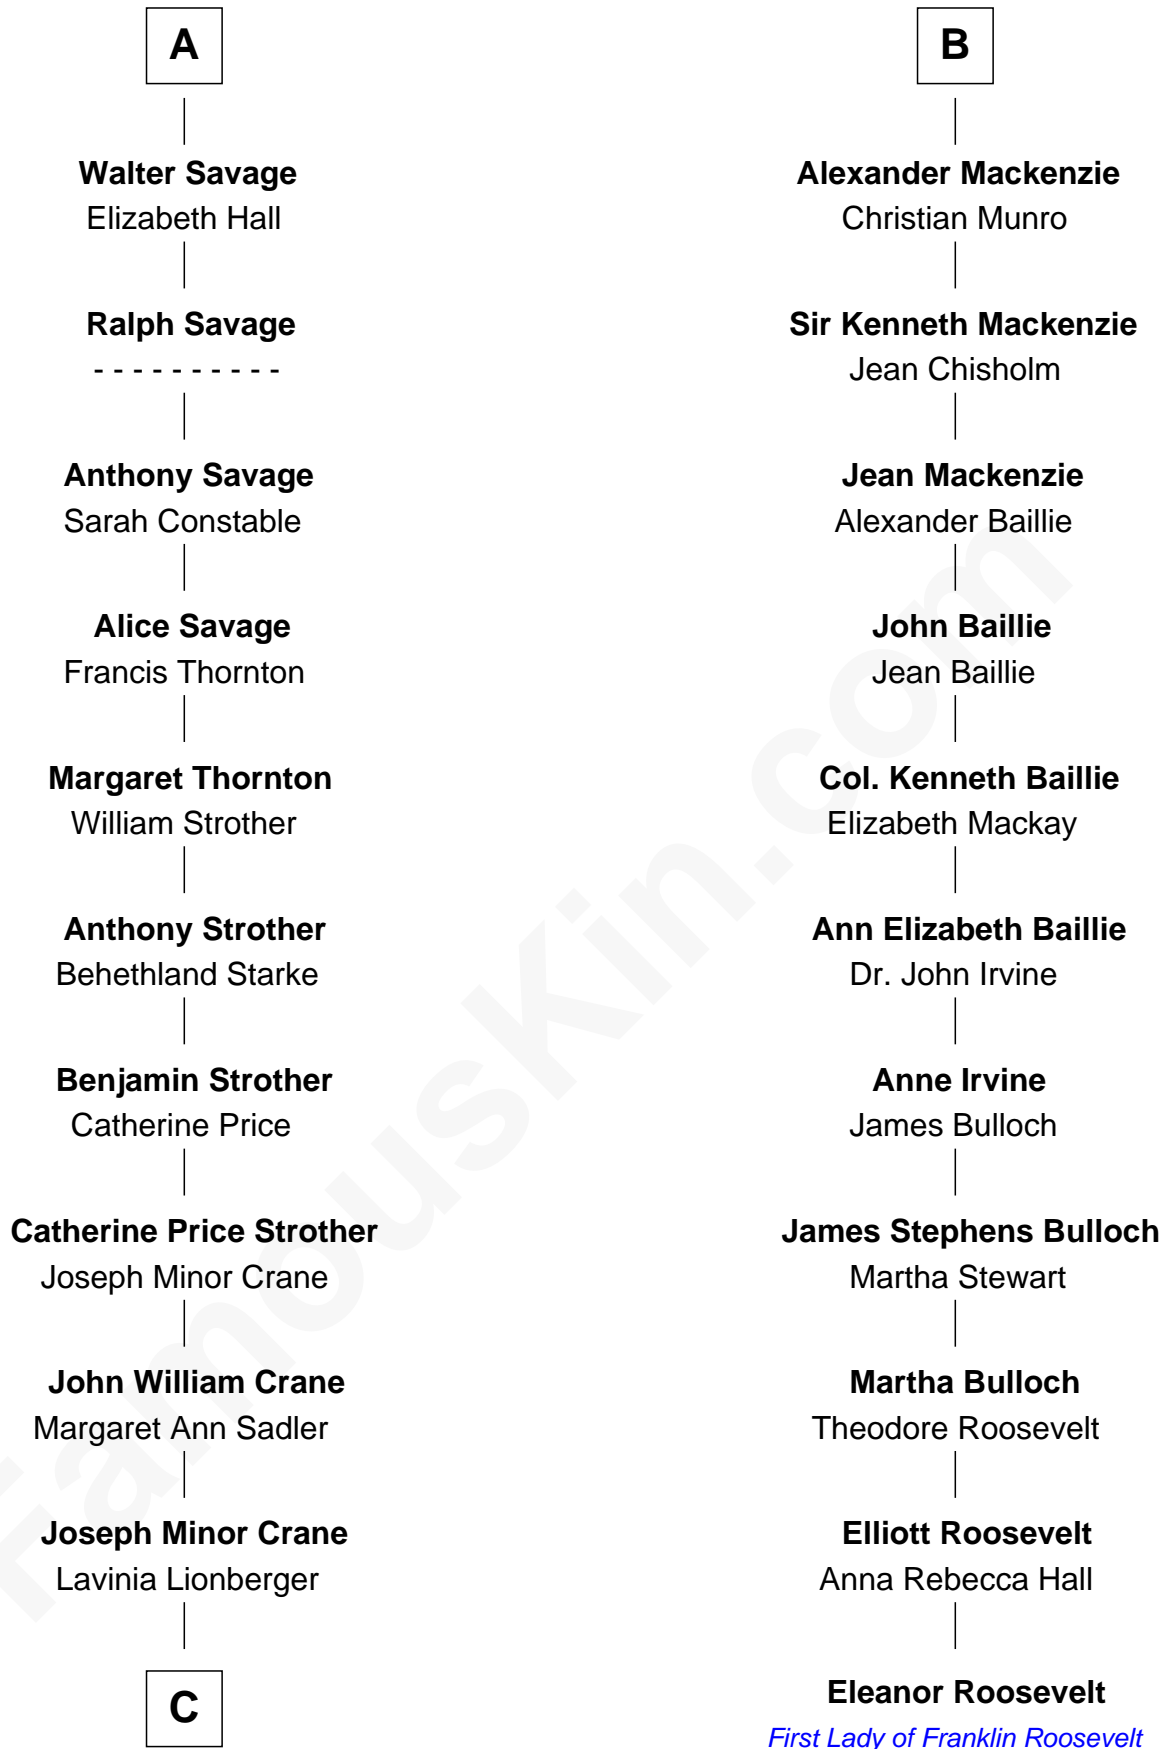 A
Walter Savage
Elizabeth Hall
Ralph Savage
- - - - - - - - - -
Anthony Savage
Sarah Constable
Alice Savage
Francis Thornton
Margaret Thornton
William Strother
Anthony Strother
Behethland Starke
Benjamin Strother
Catherine Price
Catherine Price Strother
Joseph Minor Crane
John William Crane
Margaret Ann Sadler
Joseph Minor Crane
Lavinia Lionberger
C
B
Alexander Mackenzie
Christian Munro
Sir Kenneth Mackenzie
Jean Chisholm
Jean Mackenzie
Alexander Baillie
John Baillie
Jean Baillie
Col. Kenneth Baillie
Elizabeth Mackay
Ann Elizabeth Baillie
Dr. John Irvine
Anne Irvine
James Bulloch
James Stephens Bulloch
Martha Stewart
Martha Bulloch
Theodore Roosevelt
Elliott Roosevelt
Anna Rebecca Hall
Eleanor Roosevelt
First Lady of Franklin Roosevelt
FamousKin.com